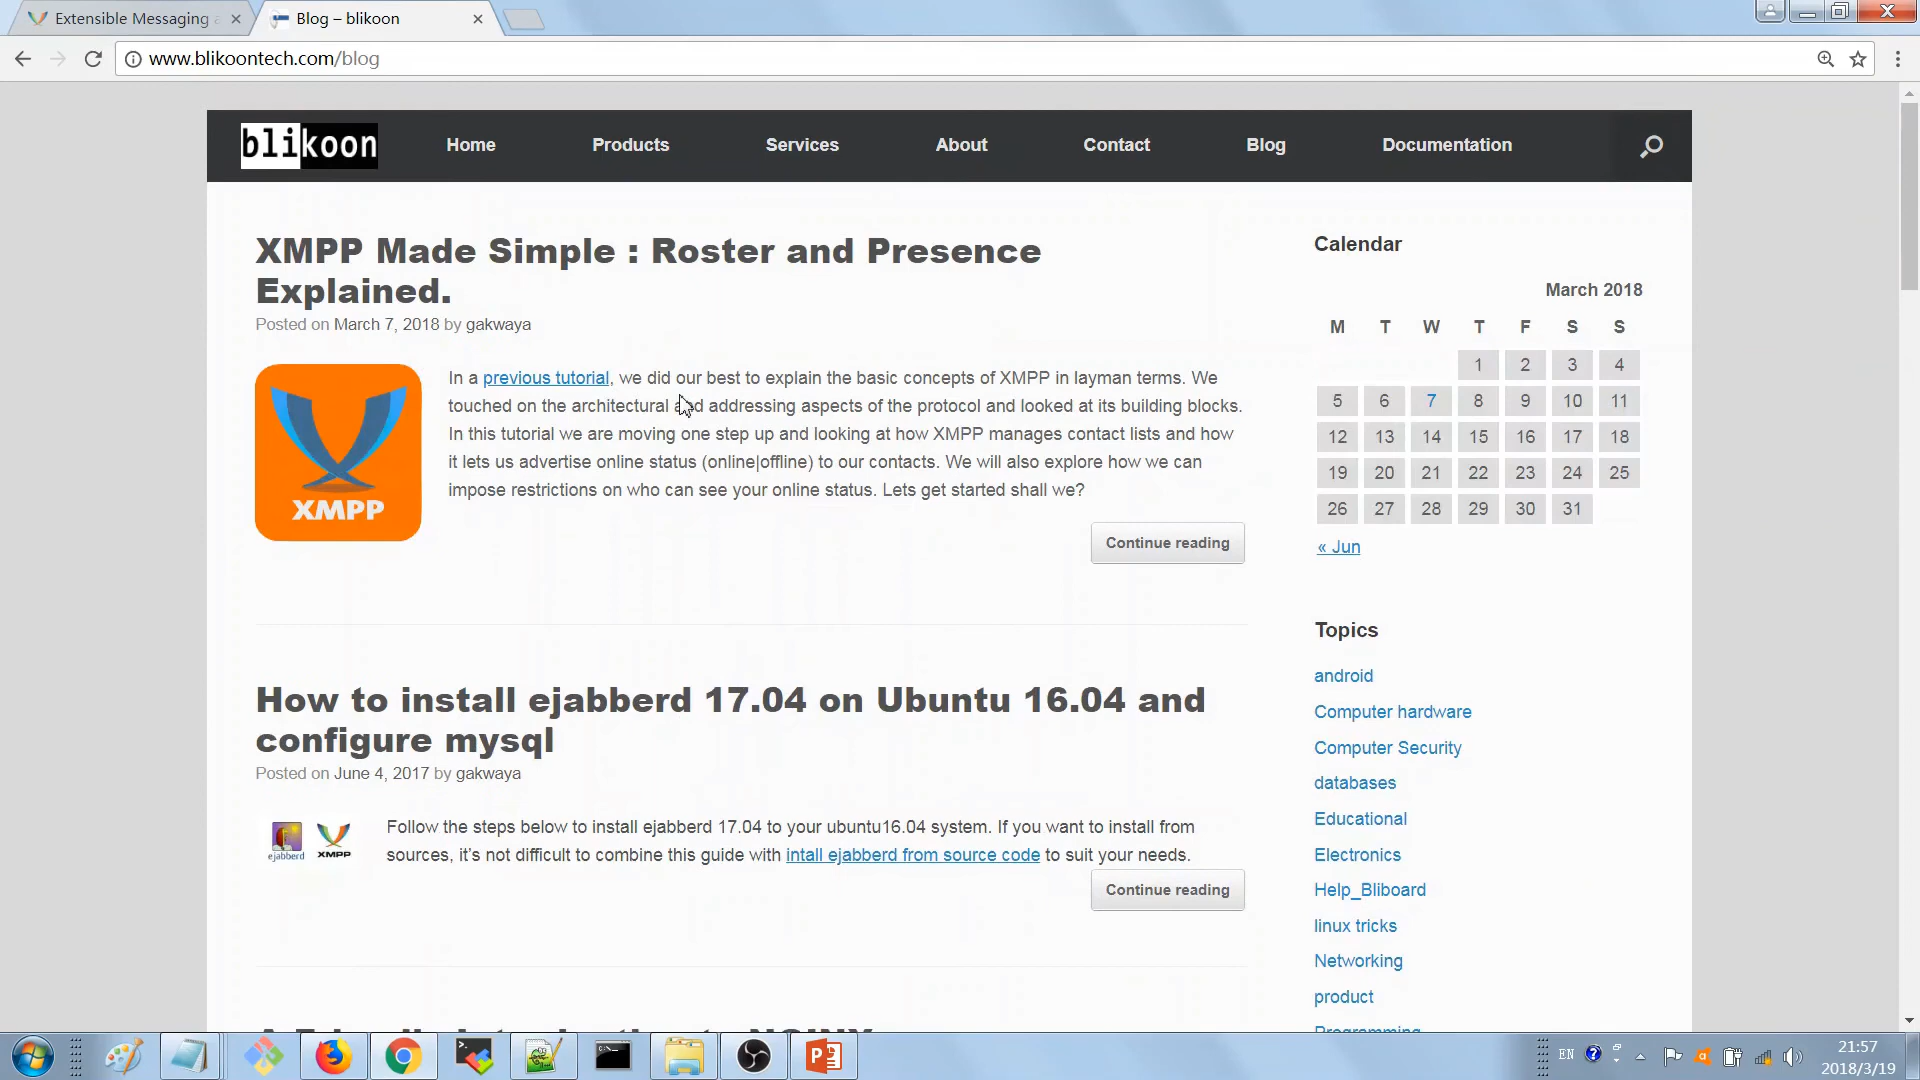 Extensible Messaging a
Blog – blikoon
www.blikoontech.com/blog
blikoon
Home
Products
Services
About
Contact
Blog
Documentation
XMPP Made Simple : Roster and Presence
Explained.
Posted on March 7, 2018 by gakwaya
XMPP
In a previous tutorial, we did our best to explain the basic concepts of XMPP in layman terms. We
touched on the architectural and addressing aspects of the protocol and looked at its building blocks.
In this tutorial we are moving one step up and looking at how XMPP manages contact lists and how
it lets us advertise online status (online|offline) to our contacts. We will also explore how we can
impose restrictions on who can see your online status. Lets get started shall we?
Continue reading
How to install ejabberd 17.04 on Ubuntu 16.04 and
configure mysql
Posted on June 4, 2017 by gakwaya
ejabberd
XMPP
Follow the steps below to install ejabberd 17.04 to your ubuntu16.04 system. If you want to install from
sources, it's not difficult to combine this guide with intall ejabberd from source code to suit your needs.
Continue reading
Calendar
March 2018
M T W T F S S
1 2 3 4
5 6 7 8 9 10 11
12 13 14 15 16 17 18
19 20 21 22 23 24 25
26 27 28 29 30 31
« Jun
Topics
android
Computer hardware
Computer Security
databases
Educational
Electronics
Help_Bliboard
linux tricks
Networking
product
Programming
EN
21:57
2018/3/19